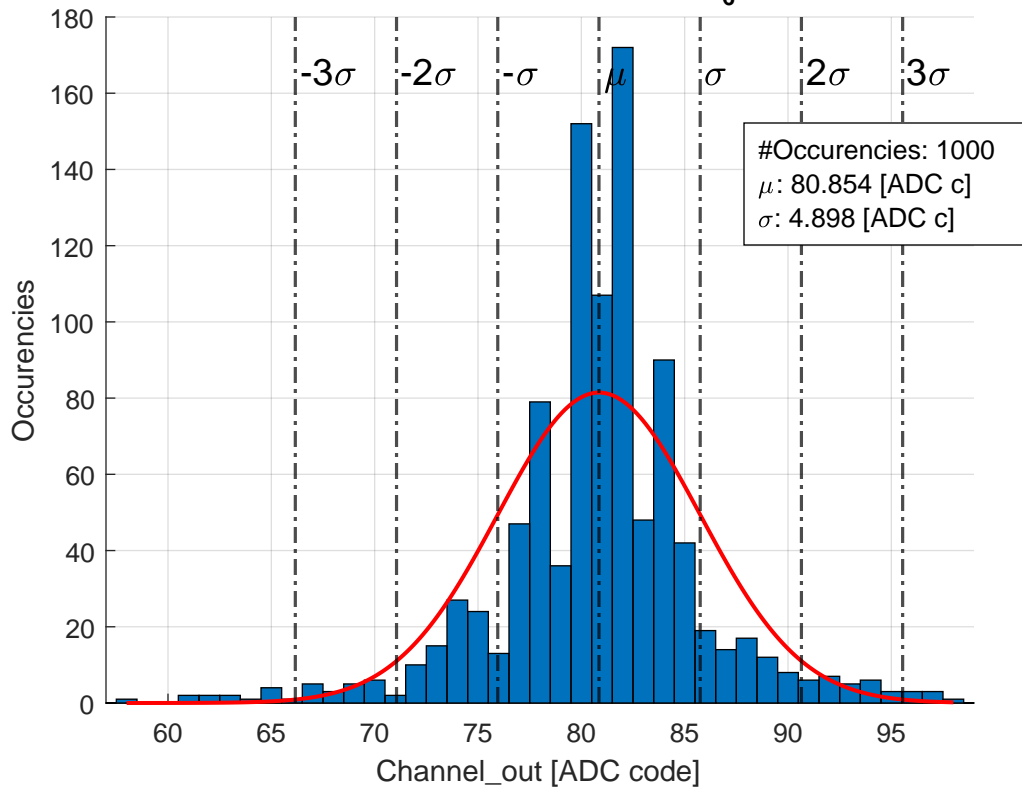 180
160
140
120
100
80
60
40
20
0
Occurencies
-3σ
-2σ
-σ
μ
σ
2σ
3σ
#Occurencies: 1000
μ: 80.854 [ADC c]
σ: 4.898 [ADC c]
60
65
70
75
80
85
90
95
Channel_out [ADC code]